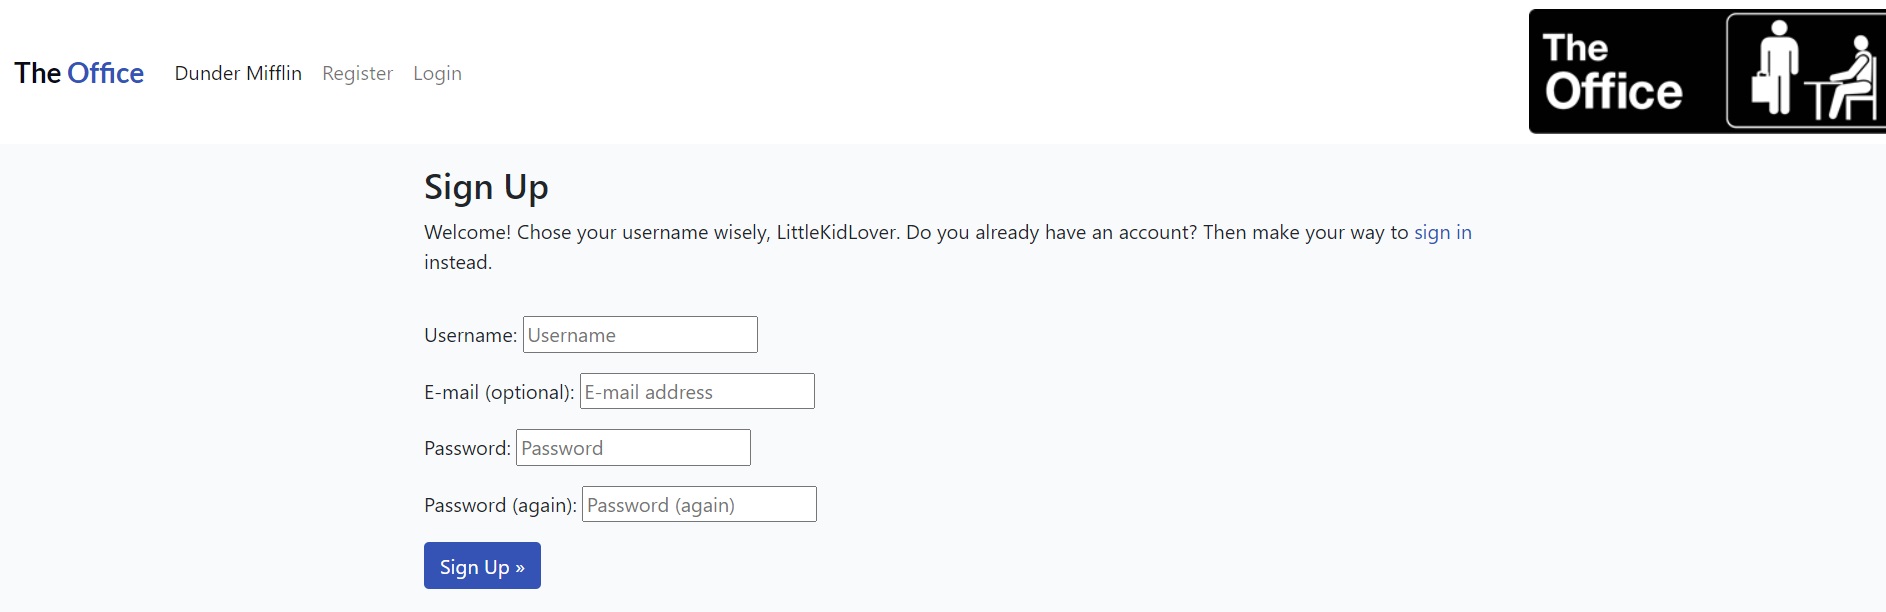 The Office Dunder Mifflin Register Login
The
Office
Sign Up
Welcome! Chose your username wisely, LittleKidLover. Do you already have an account? Then make your way to sign in
instead.
Username: Username
E-mail (optional): E-mail address
Password: Password
Password (again): Password (again)
Sign Up »